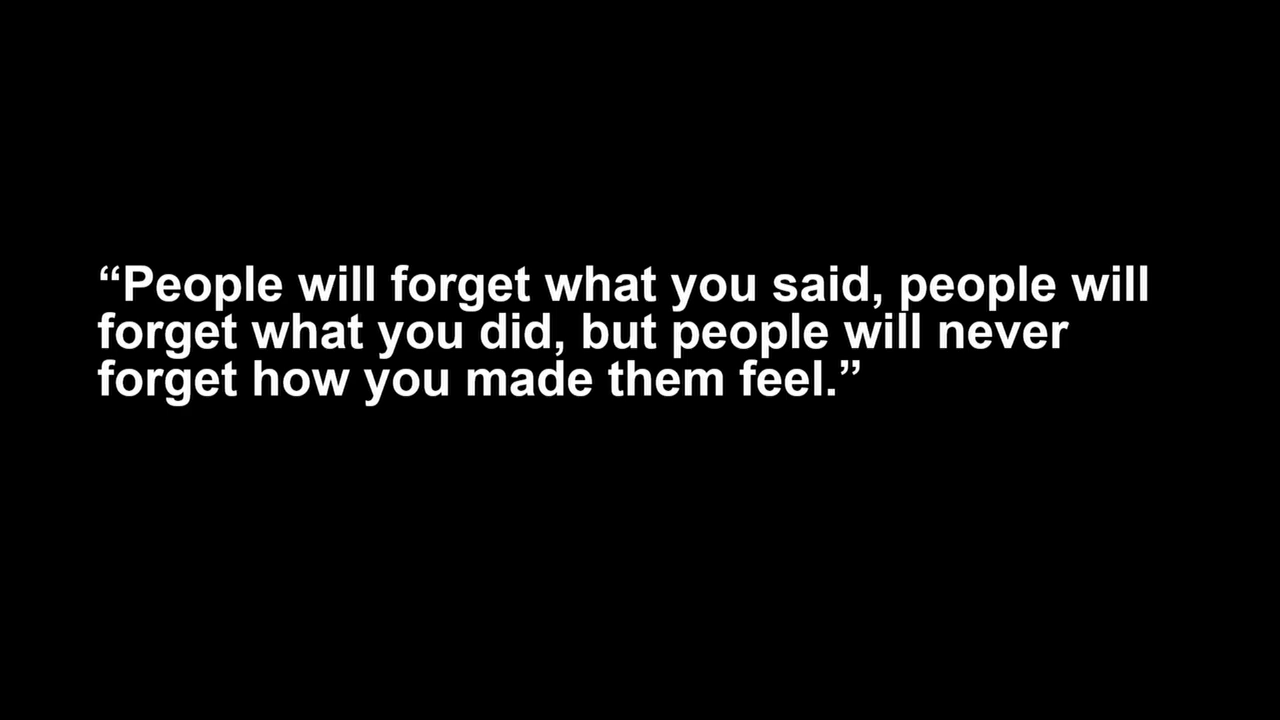 “People will forget what you said, people will
forget what you did, but people will never
forget how you made them feel.”